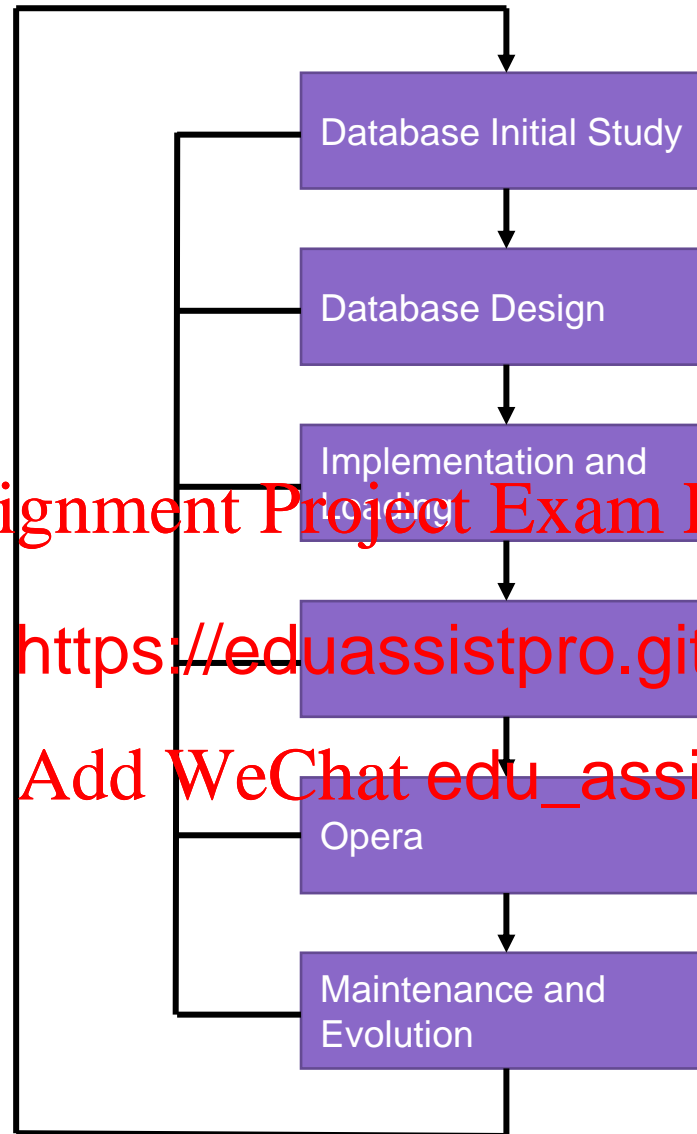 Database Initial Study
Database Design
Implementation and
Loading
ignment Project Exam
https://eduassistpro.git
Add WeChat edu_assi
Opera
Maintenance and
Evolution